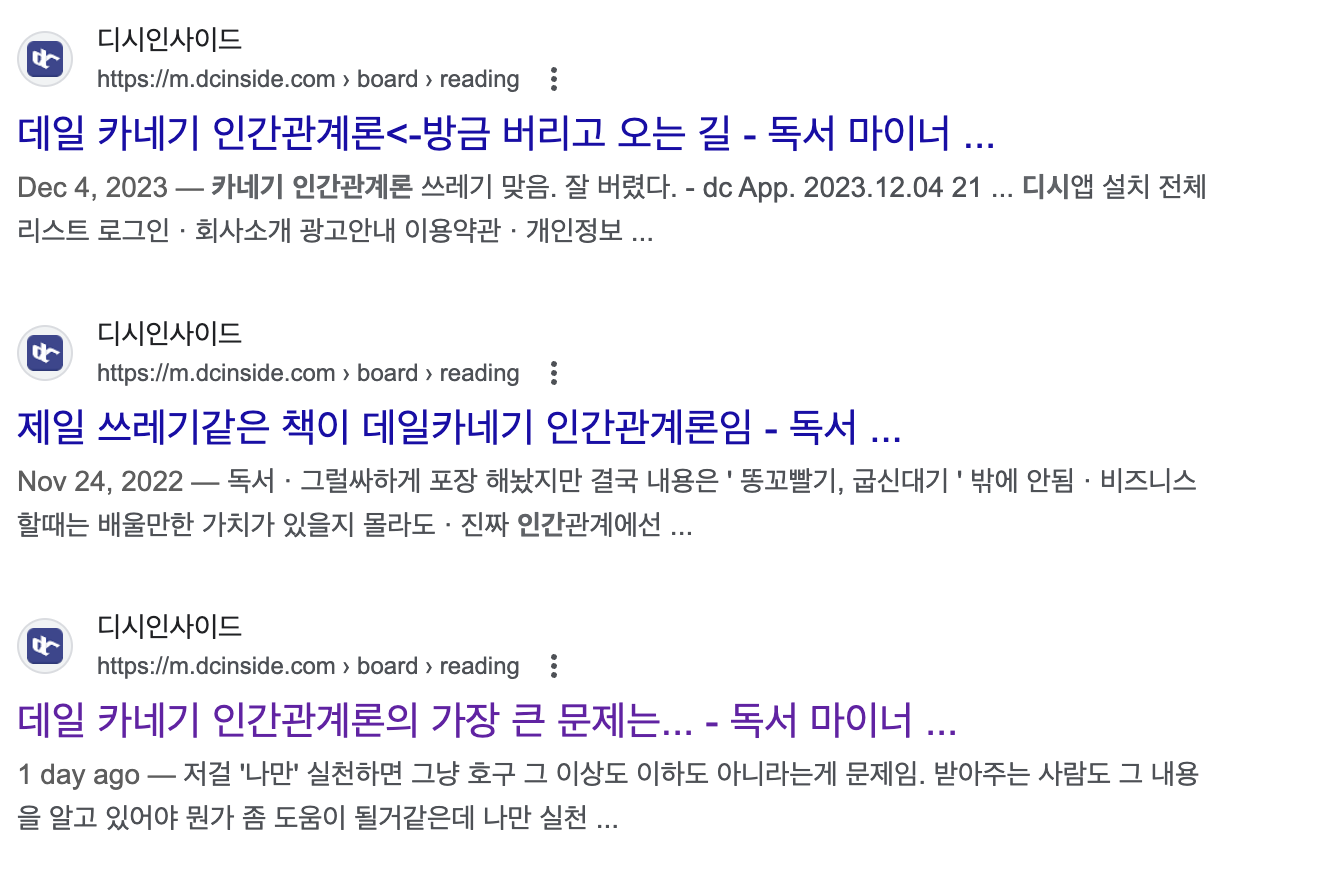 디시인사이드
https://m.dcinside.com › board › reading
데일 카네기 인간관계론<-방금 버리고 오는 길 - 독서 마이너 ...
Dec 4, 2023 — 카네기 인간관계론 쓰레기 맞음. 잘 버렸다. - dc App. 2023.12.04 21 ... 디시앱 설치 전체
리스트 로그인 · 회사소개 광고안내 이용약관 · 개인정보 ...
디시인사이드
https://m.dcinside.com › board › reading
제일 쓰레기같은 책이 데일카네기 인간관계론임 - 독서 ...
Nov 24, 2022 — 독서 · 그럴싸하게 포장 해놨지만 결국 내용은 ' 똥꼬빨기, 굽신대기 ' 밖에 안됨 · 비즈니스
할때는 배울만한 가치가 있을지 몰라도 · 진짜 인간관계에선 ...
디시인사이드
https://m.dcinside.com › board › reading
데일 카네기 인간관계론의 가장 큰 문제는... - 독서 마이너 ...
1 day ago — 저걸 '나만' 실천하면 그냥 호구 그 이상도 이하도 아니라는게 문제임. 받아주는 사람도 그 내용
을 알고 있어야 뭔가 좀 도움이 될거같은데 나만 실천 ...